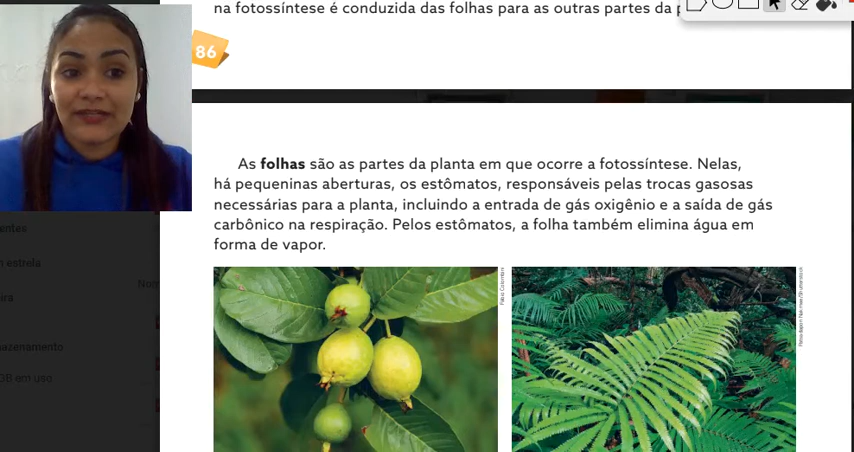 na fotossíntese é conduzida das folhas para as outras partes da
86
As folhas são as partes da planta em que ocorre a fotossíntese. Nelas,
há pequeninas aberturas, os estômatos, responsáveis pelas trocas gasosas
necessárias para a planta, incluindo a entrada de gás oxigênio e a saída de gás
carbônico na respiração. Pelos estômatos, a folha também elimina água em
forma de vapor.
entes
estrela
Nom
ira
azenamento
GB em uso
Fabio Colombini